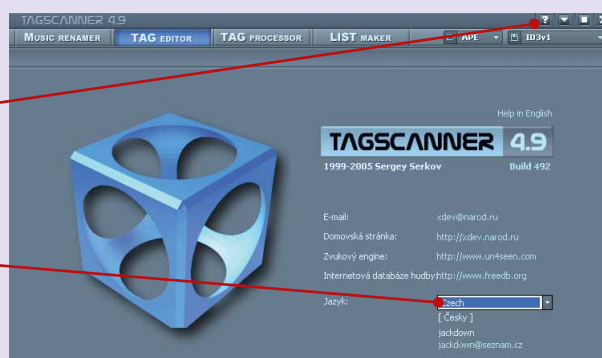 TAGSCANNER 4.9
MUSIC RENAMER TAG EDITOR TAG PROCESSOR LIST MAKER APE ID3v1
Help in English
TAGSCANNER 4.9
1999-2005 Sergey Serkov Build 492
E-mail: xdev@narod.ru
Domovská stránka: http://xdev.narod.ru
Zvukový engine: http://www.un4seen.com
Internetová databáze hudby http://www.freedb.org
Jazyk: Czech
[ Česky ]
jackdown
jackdown@seznam.cz